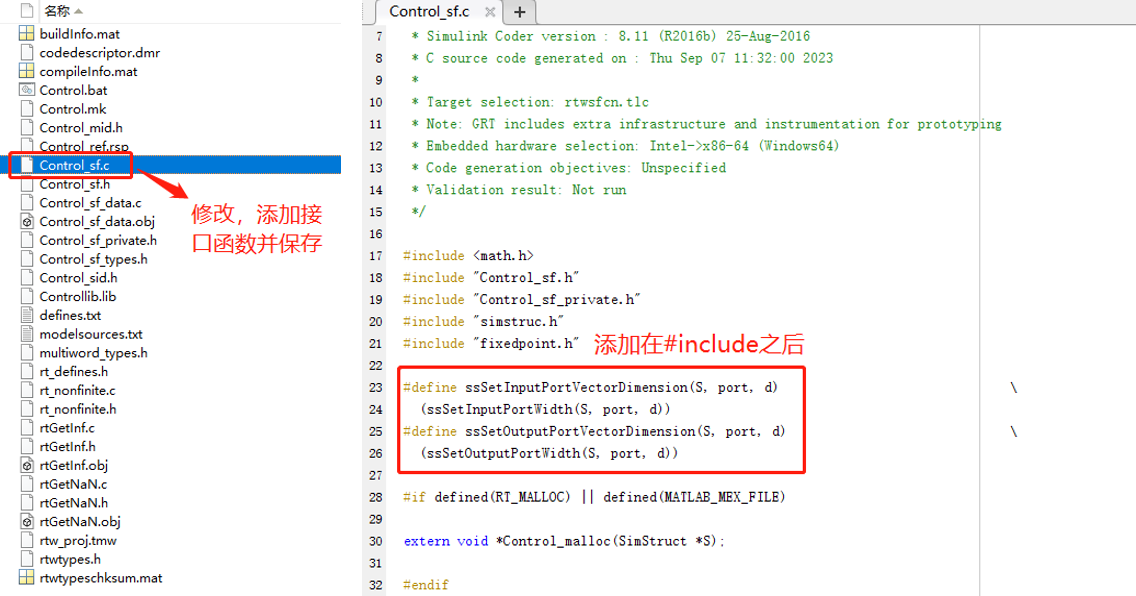 名称
buildInfo.mat
codedescriptor.dmr
compileInfo.mat
Control.bat
Control.mk
Control_mid.h
Control_ref.rsp
Control_sf.c
Control_sf.h
Control_sf_data.c
Control_sf_data.obj
Control_sf_private.h
Control_sf_types.h
Control_sid.h
Controllib.lib
defines.txt
modelsources.txt
multiword_types.h
rt_defines.h
rt_nonfinite.c
rt_nonfinite.h
rtGetInf.c
rtGetInf.h
rtGetInf.obj
rtGetNaN.c
rtGetNaN.h
rtGetNaN.obj
rtw_proj.tmw
rtwtypes.h
rtwtypeschksum.mat
修改，添加接
口函数并保存
Control_sf.c × +
7 * Simulink Coder version : 8.11 (R2016b) 25-Aug-2016
8 * C source code generated on : Thu Sep 07 11:32:00 2023
9 *
10 * Target selection: rtwsfcn.tlc
11 * Note: GRT includes extra infrastructure and instrumentation for prototyping
12 * Embedded hardware selection: Intel->x86-64 (Windows64)
13 * Code generation objectives: Unspecified
14 * Validation result: Not run
15 */
16
17 #include <math.h>
18 #include "Control_sf.h"
19 #include "Control_sf_private.h"
20 #include "simstruc.h"
21 #include "fixedpoint.h" 添加在#include之后
22
23 #define ssSetInputPortVectorDimension(S, port, d) \
24 (ssSetInputPortWidth(S, port, d))
25 #define ssSetOutputPortVectorDimension(S, port, d) \
26 (ssSetOutputPortWidth(S, port, d))
27
28 #if defined(RT_MALLOC) || defined(MATLAB_MEX_FILE)
29
30 extern void *Control_malloc(SimStruct *S);
31
32 #endif